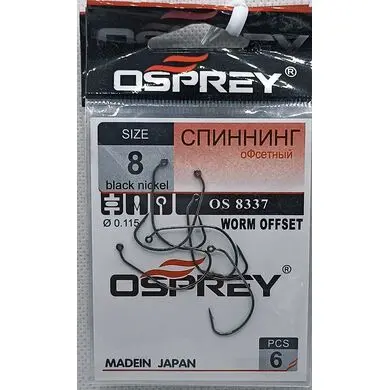 OSPREY®
SIZE
8
black nickel
СПИННИНГ
оФсетный
Ø 0.115
OS 8337
WORM OFFSET
OSPREY®
PCS
6
MADEIN JAPAN